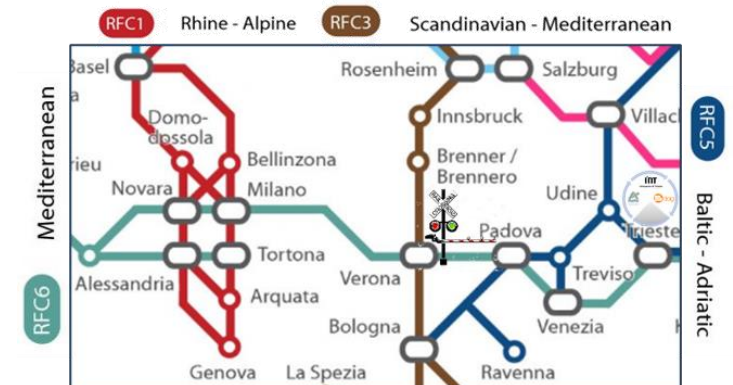 RFC1 Rhine - Alpine RFC3 Scandinavian - Mediterranean
Basel
Rosenheim
Salzburg
Innsbruck
Villach
Domo-
dossola
Bellinzona
Brenner /
Brennero
rieu
Novara
Milano
Udine
Padova
Trieste
Alessandria
Tortona
Verona
Treviso
Arquata
Bologna
Venezia
Genova
La Spezia
Ravenna
Mediterranean
RFC6
RFC5
Baltic - Adriatic